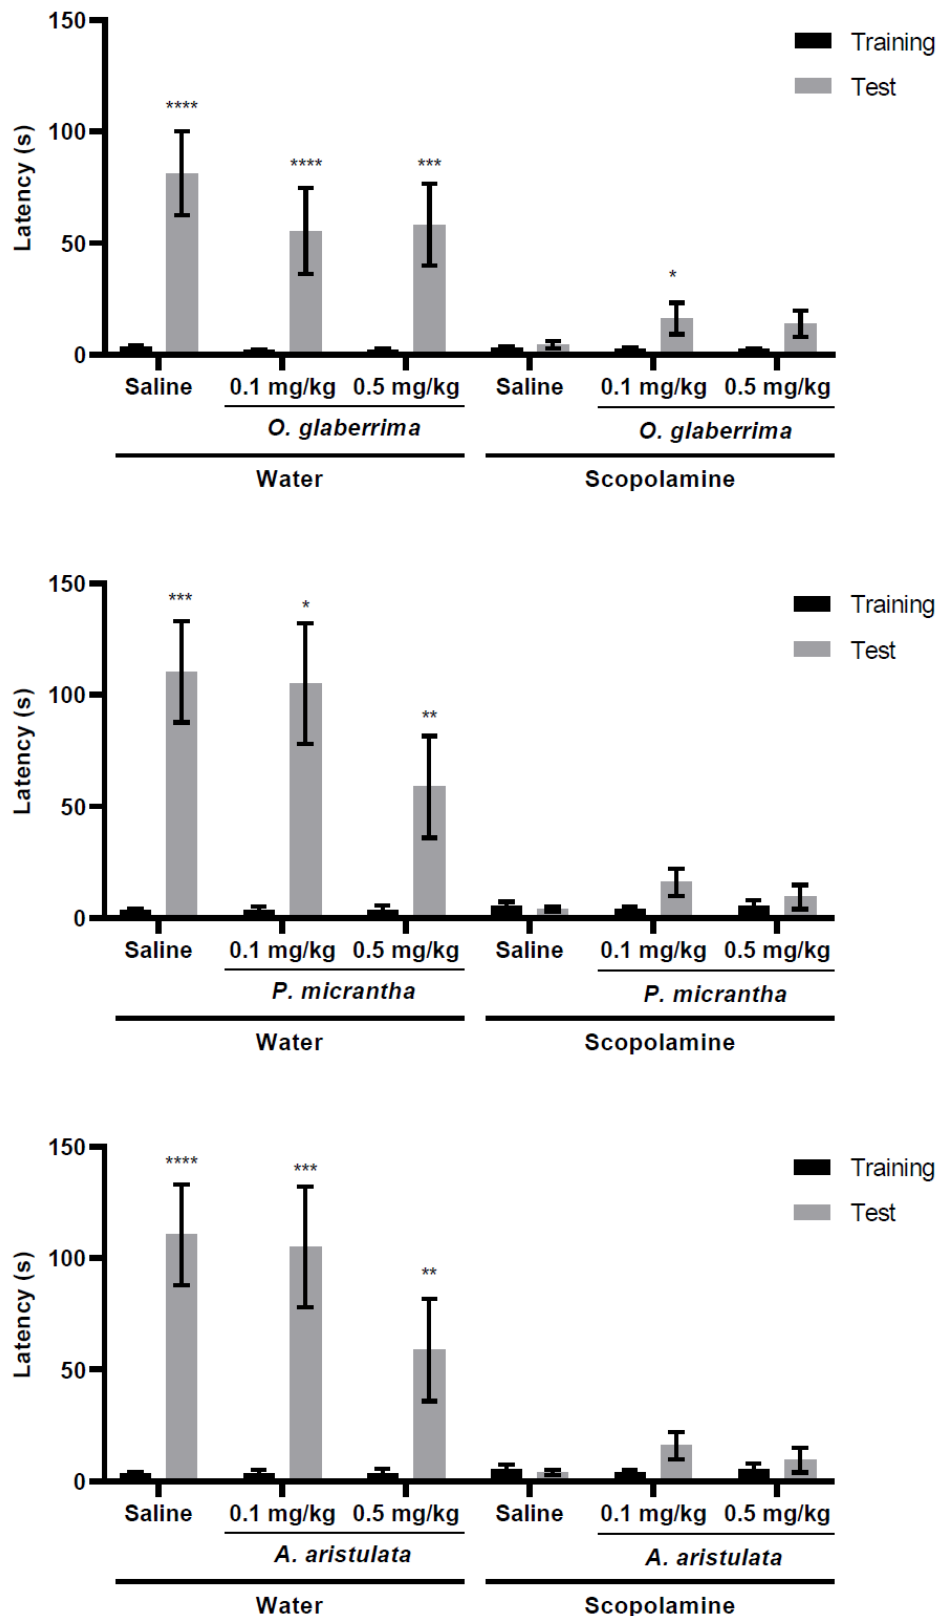 150
Training
Test
****
100
****
***
Latency (s)
50
*
0
Saline 0.1 mg/kg 0.5 mg/kg Saline 0.1 mg/kg 0.5 mg/kg
O. glaberrima O. glaberrima
Water Scopolamine
150
Training
***
*
Test
100
**
Latency (s)
50
0
Saline 0.1 mg/kg 0.5 mg/kg Saline 0.1 mg/kg 0.5 mg/kg
P. micrantha P. micrantha
Water Scopolamine
150
Training
****
***
Test
100
**
Latency (s)
50
0
Saline 0.1 mg/kg 0.5 mg/kg Saline 0.1 mg/kg 0.5 mg/kg
A. aristulata A. aristulata
Water Scopolamine